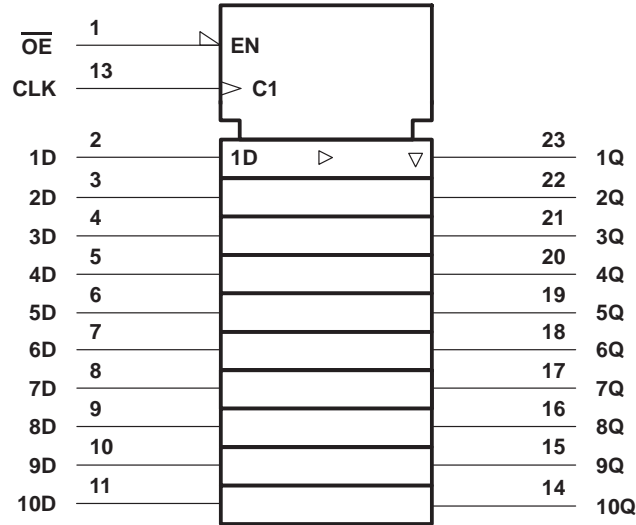 OE 1 EN
CLK 13 C1
1D 2 1D 23 1Q
2D 3 22 2Q
3D 4 21 3Q
4D 5 20 4Q
5D 6 19 5Q
6D 7 18 6Q
7D 8 17 7Q
8D 9 16 8Q
9D 10 15 9Q
10D 11 14 10Q